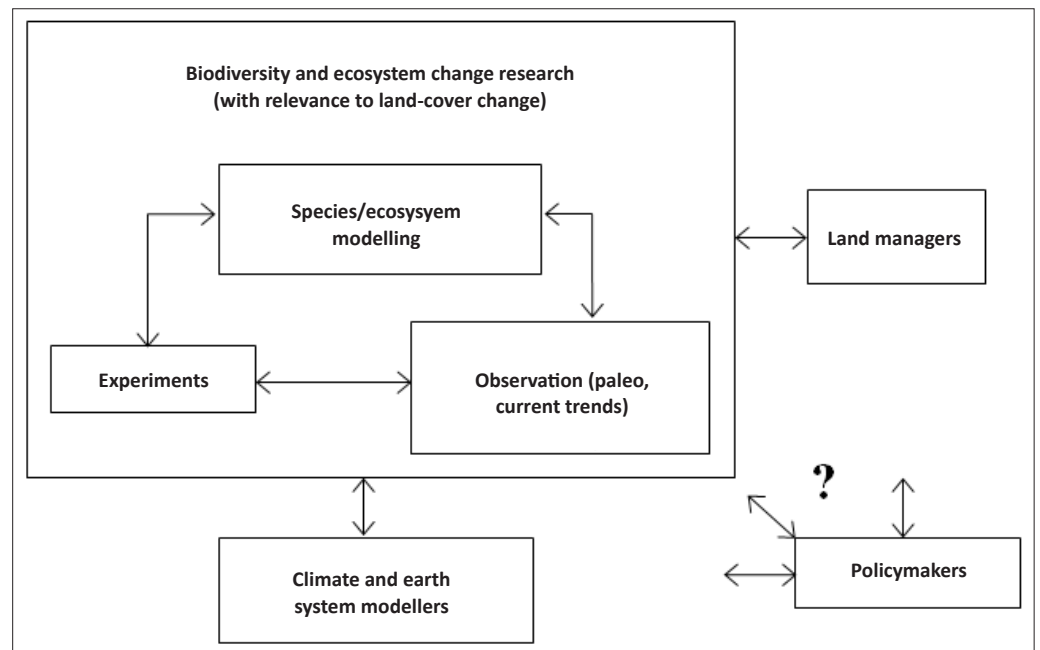 Biodiversity and ecosystem change research
(with relevance to land-cover change)
Species/ecosysyem
modelling
Land managers
Experiments
Observation (paleo,
current trends)
?
Climate and earth
system modellers
Policymakers